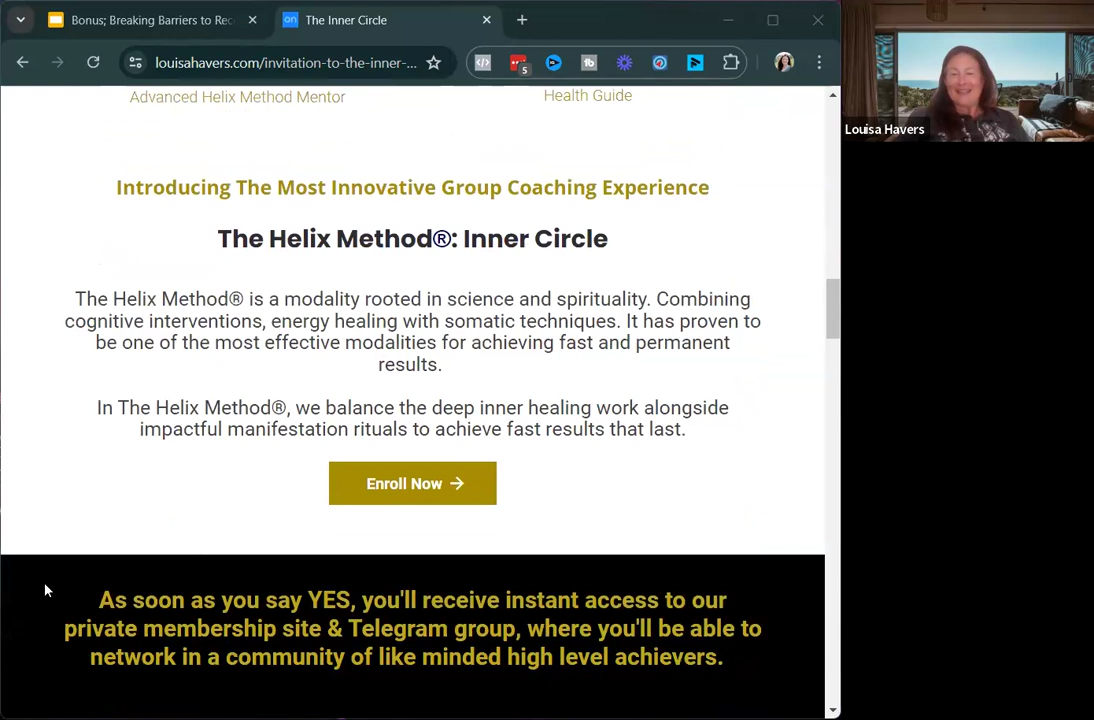 Bonus; Breaking Barriers to Rec
The Inner Circle
louisahavers.com/invitation-to-the-inner-...
5
Louisa Havers
Advanced Helix Method Mentor
Health Guide
Introducing The Most Innovative Group Coaching Experience
The Helix Method®: Inner Circle
The Helix Method® is a modality rooted in science and spirituality. Combining
cognitive interventions, energy healing with somatic techniques. It has proven to
be one of the most effective modalities for achieving fast and permanent
results.
In The Helix Method®, we balance the deep inner healing work alongside
impactful manifestation rituals to achieve fast results that last.
Enroll Now →
As soon as you say YES, you'll receive instant access to our
private membership site & Telegram group, where you'll be able to
network in a community of like minded high level achievers.